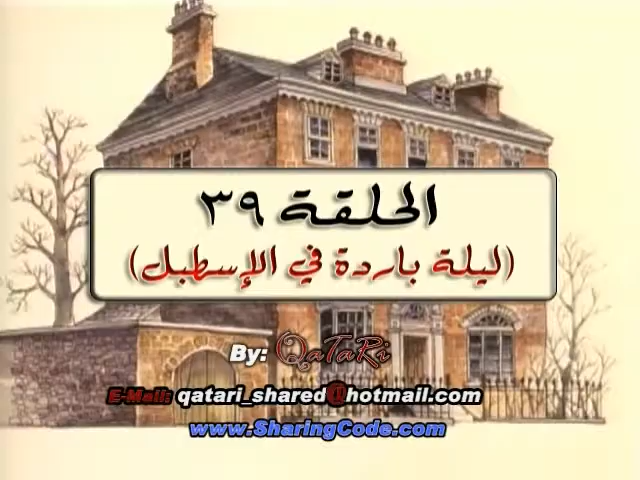 الحلقة ٣٩
(ليلة باردة في الإسطبل)
By: QaTaRi
E-Mail: qatari_shared@hotmail.com
www.SharingCode.com